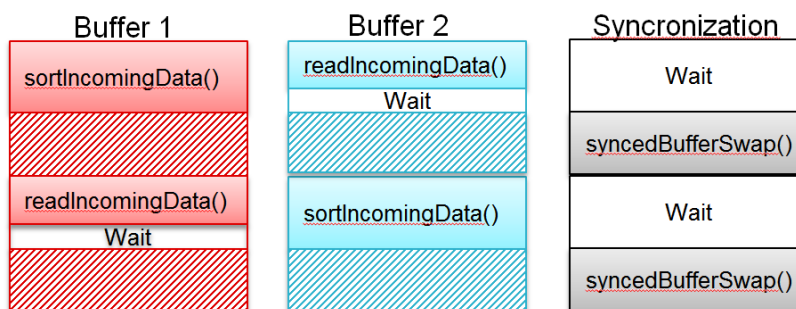 Buffer 1
Buffer 2
Syncronization
sortIncomingData()
readIncomingData()
Wait
Wait
syncedBufferSwap()
readIncomingData()
Wait
sortIncomingData()
Wait
syncedBufferSwap()